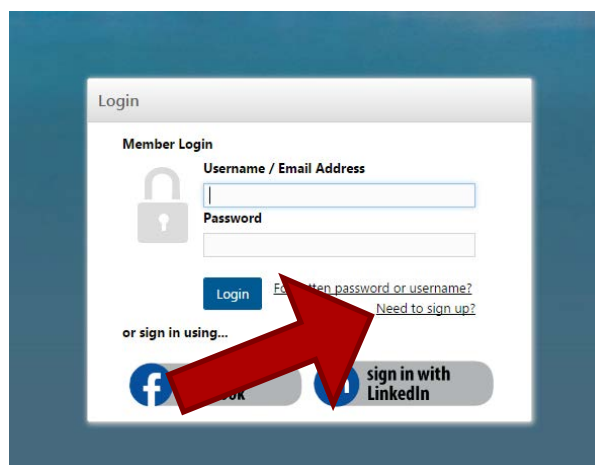 Login
Member Login
Username / Email Address
Password
Login
password or username?
Need to sign up?
or sign in using...
sign in with
LinkedIn